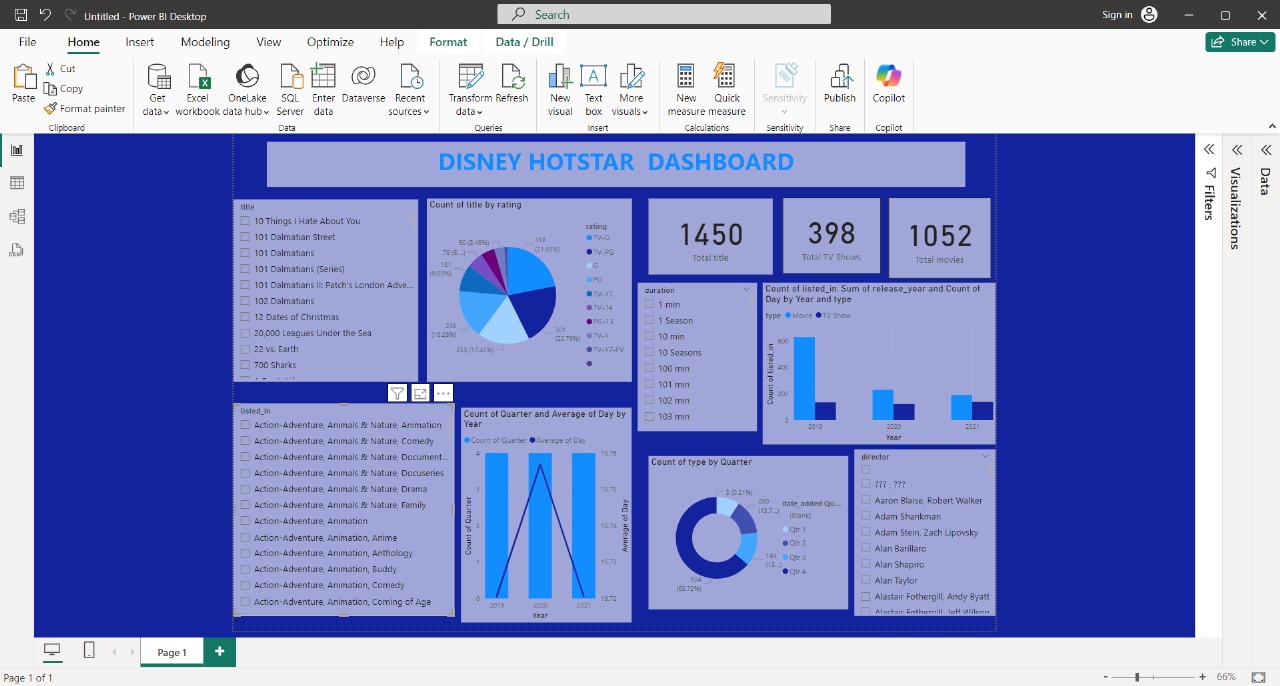 Untitled - Power BI Desktop
Search
Sign in
File Home Insert Modeling View Optimize Help Format Data / Drill
Share
Paste
Cut
Copy
Format painter
Get data
Excel workbook
OneLake data hub
SQL Server
Enter data
Dataverse
Recent sources
Transform data
Refresh
New visual
Text box
More visuals
New measure
Quick measure
Sensitivity
Publish
Copilot
Clipboard Data Queries Insert Calculations Sensitivity Share Copilot
DISNEY HOTSTAR DASHBOARD
title
10 Things I Hate About You
101 Dalmatian Street
101 Dalmatians
101 Dalmatians (Series)
101 Dalmatians II: Patch's London Adve...
102 Dalmatians
12 Dates of Christmas
20,000 Leagues Under the Sea
22 vs. Earth
700 Sharks
Count of title by rating
318
(21.93%)
301
(20.76%)
253 (17.45%)
236
(16.28%)
131
(9.03%)
50 (3.45%)
rating
TV-G
TV-PG
G
PG
TV-Y7
TV-14
PG-13
TV-Y
TV-Y7-FV
1450
Total title
398
Total TV Shows
1052
Total movies
duration
1 min
1 Season
10 min
10 Seasons
100 min
101 min
102 min
103 min
Count of listed_in, Sum of release_year and Count of
Day by Year and type
type Movie TV Show
Count of listed_in
600
400
200
0
2019 2020 2021
Year
listed_in
Action-Adventure, Animals & Nature, Animation
Action-Adventure, Animals & Nature, Comedy
Action-Adventure, Animals & Nature, Document...
Action-Adventure, Animals & Nature, Docuseries
Action-Adventure, Animals & Nature, Drama
Action-Adventure, Animals & Nature, Family
Action-Adventure, Animation
Action-Adventure, Animation, Anime
Action-Adventure, Animation, Anthology
Action-Adventure, Animation, Buddy
Action-Adventure, Animation, Comedy
Action-Adventure, Animation, Coming of Age
Count of Quarter and Average of Day by
Year
Count of Quarter Average of Day
Count of Quarter
4
3
2
1
0
15.76
15.75
15.74
15.73
15.72
Average of Day
2019 2020 2021
Year
Count of type by Quarter
3 (0.21%)
200
(13.7...)
194
(13...)
924
(63.72%)
date_added Qu...
(Blank)
Qtr 1
Qtr 2
Qtr 3
Qtr 4
director
??? , ???
Aaron Blaise, Robert Walker
Adam Shankman
Adam Stein, Zach Lipovsky
Alan Barillaro
Alan Shapiro
Alan Taylor
Alastair Fothergill, Andy Byatt
Alastair Fothergill, Jeff Wilson
Filters
Visualizations
Data
Page 1
Page 1 of 1
66%